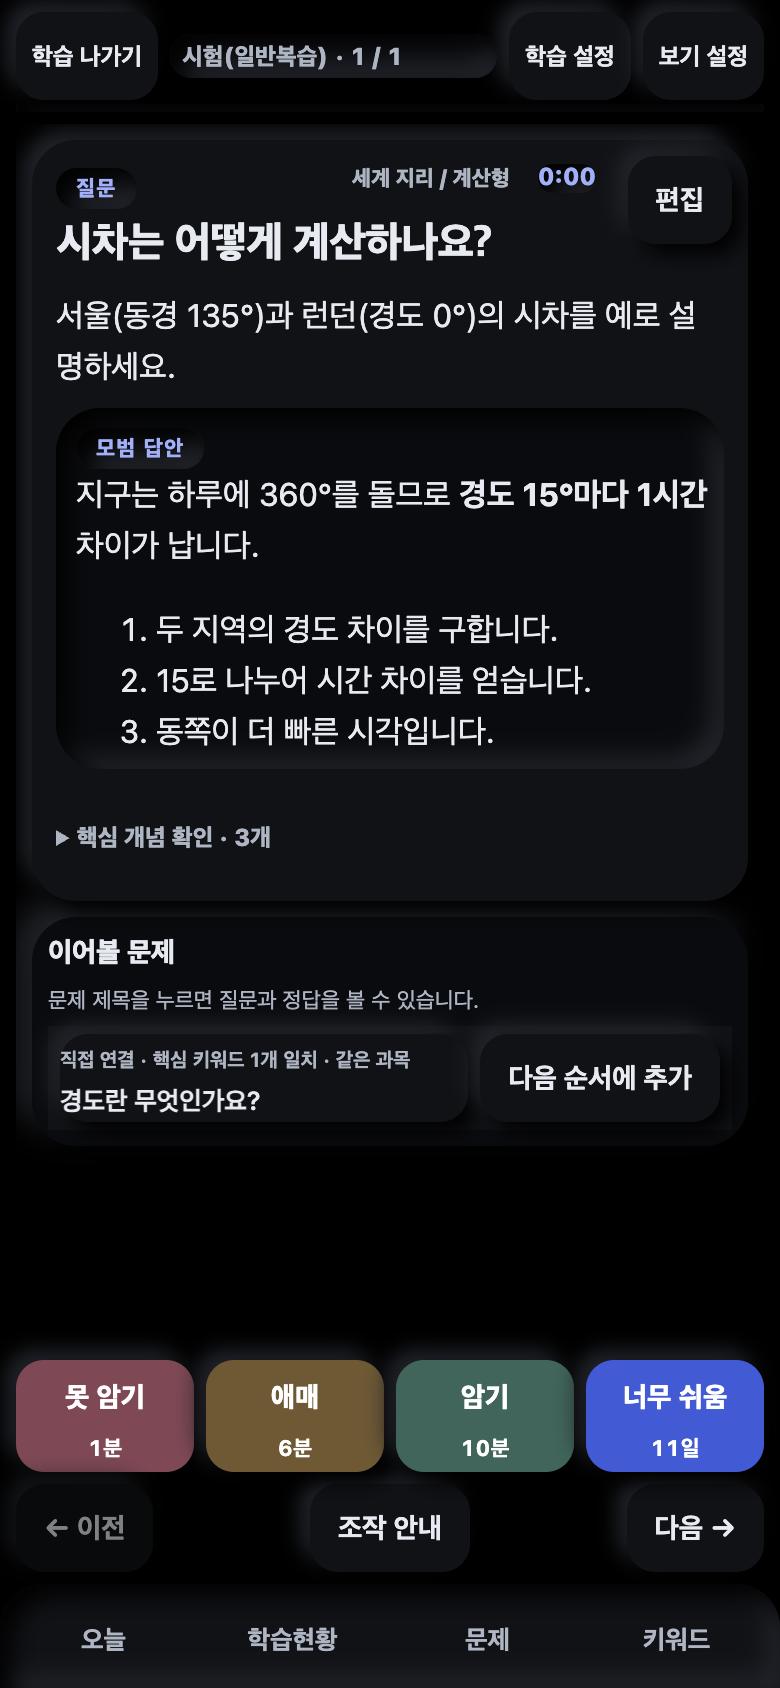 학습 나가기
시험(일반복습) · 1 / 1
학습 설정
보기 설정
질문
세계 지리 / 계산형
0:00
편집
시차는 어떻게 계산하나요?
서울(동경 135°)과 런던(경도 0°)의 시차를 예로 설
명하세요.
모범 답안
지구는 하루에 360°를 돌므로 경도 15°마다 1시간
차이가 납니다.
1. 두 지역의 경도 차이를 구합니다.
2. 15로 나누어 시간 차이를 얻습니다.
3. 동쪽이 더 빠른 시각입니다.
▶ 핵심 개념 확인 · 3개
이어볼 문제
문제 제목을 누르면 질문과 정답을 볼 수 있습니다.
직접 연결 · 핵심 키워드 1개 일치 · 같은 과목
경도란 무엇인가요?
다음 순서에 추가
못 암기
1분
애매
6분
암기
10분
너무 쉬움
11일
← 이전
조작 안내
다음 →
오늘
학습현황
문제
키워드